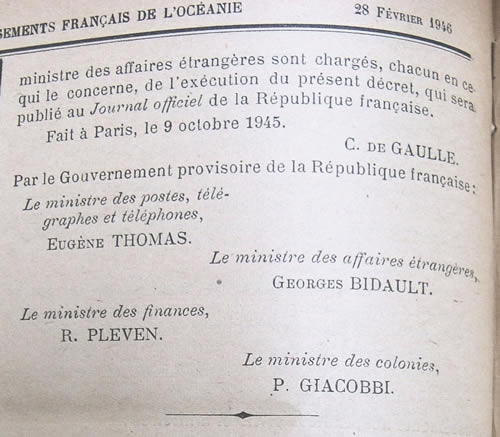 GEMENTS FRANÇAIS DE L'OCÉANIE 28 FÉVRIER 1946
ministre des affaires étrangères sont chargés, chacun en ce-
qui le concerne, de l'exécution du présent décret, qui sera
publié au Journal officiel de la République française.
Fait à Paris, le 9 octobre 1945.
C. DE GAULLE.
Par le Gouvernement provisoire de la République française:
Le ministre des postes, télé-
graphes et téléphones,
EUGÈNE THOMAS.
Le ministre des affaires étrangères,
GEORGES BIDAULT.
Le ministre des finances,
R. PLEVEN.
Le ministre des colonies,
P. GIACOBBI.